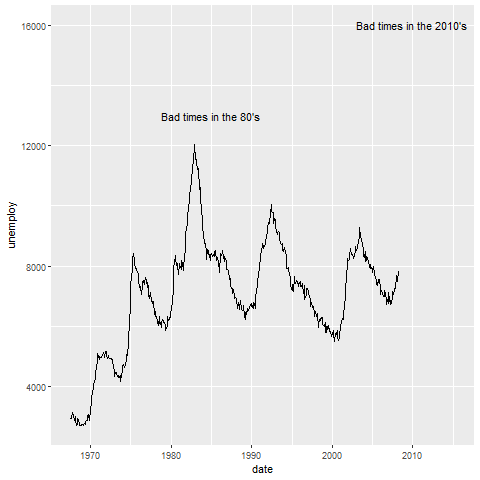 16000
Bad times in the 2010's
Bad times in the 80's
12000
unemploy
8000
4000
1970 1980 1990 2000 2010
date